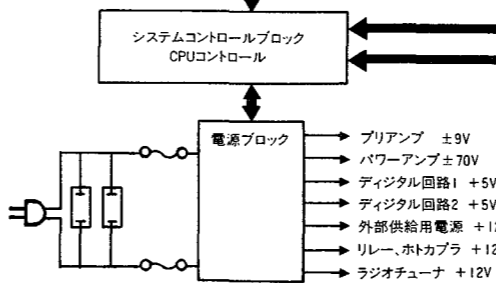 システムコントロールブロック
CPUコントロール
電源ブロック
プリアンプ ±9V
パワーアンプ±70V
ディジタル回路1 +5V
ディジタル回路2 +5V
外部供給用電源 +12
リレー、ホトカプラ +12
ラジオチューナ +12V